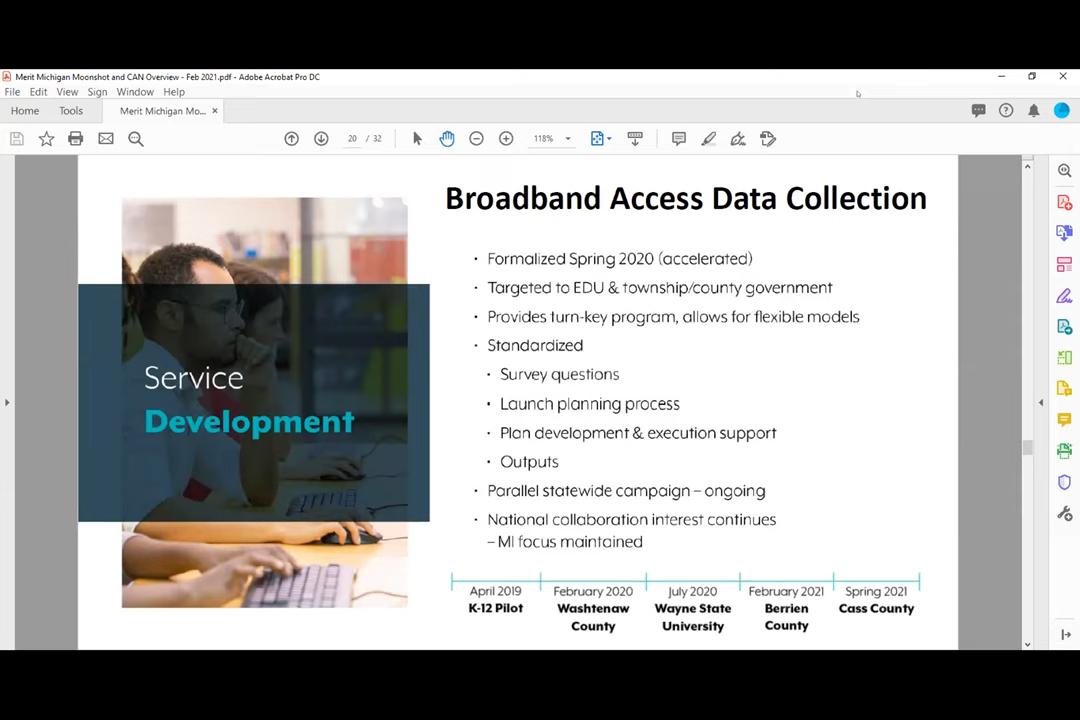 Merit Michigan Moonshot and CAN Overview - Feb 2021.pdf - Adobe Acrobat Pro DC
File Edit View Sign Window Help
Home Tools Merit Michigan Mo... ×
20 / 32 118%
Broadband Access Data Collection
· Formalized Spring 2020 (accelerated)
· Targeted to EDU & township/county government
· Provides turn-key program, allows for flexible models
· Standardized
· Survey questions
· Launch planning process
· Plan development & execution support
· Outputs
· Parallel statewide campaign – ongoing
· National collaboration interest continues
– MI focus maintained
Service
Development
April 2019 February 2020 July 2020 February 2021 Spring 2021
K-12 Pilot Washtenaw Wayne State Berrien Cass County
County University County